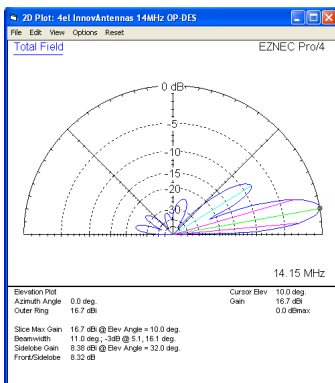 2D Plot: 4el InnovAntennas 14MHz OP-DES
File Edit View Options Reset
Total Field EZNEC Pro/4
0 dB
-5
-10
-15
-20
-30
14.15 MHz
Elevation Plot Cursor Elev 10.0 deg.
Azimuth Angle 0.0 deg. Gain 16.7 dBi
Outer Ring 16.7 dBi 0.0 dBmax
Slice Max Gain 16.7 dBi @ Elev Angle = 10.0 deg.
Beamwidth 11.0 deg.; -3dB @ 5.1, 16.1 deg.
Sidelobe Gain 8.38 dBi @ Elev Angle = 32.0 deg.
Front/Sidelobe 8.32 dB